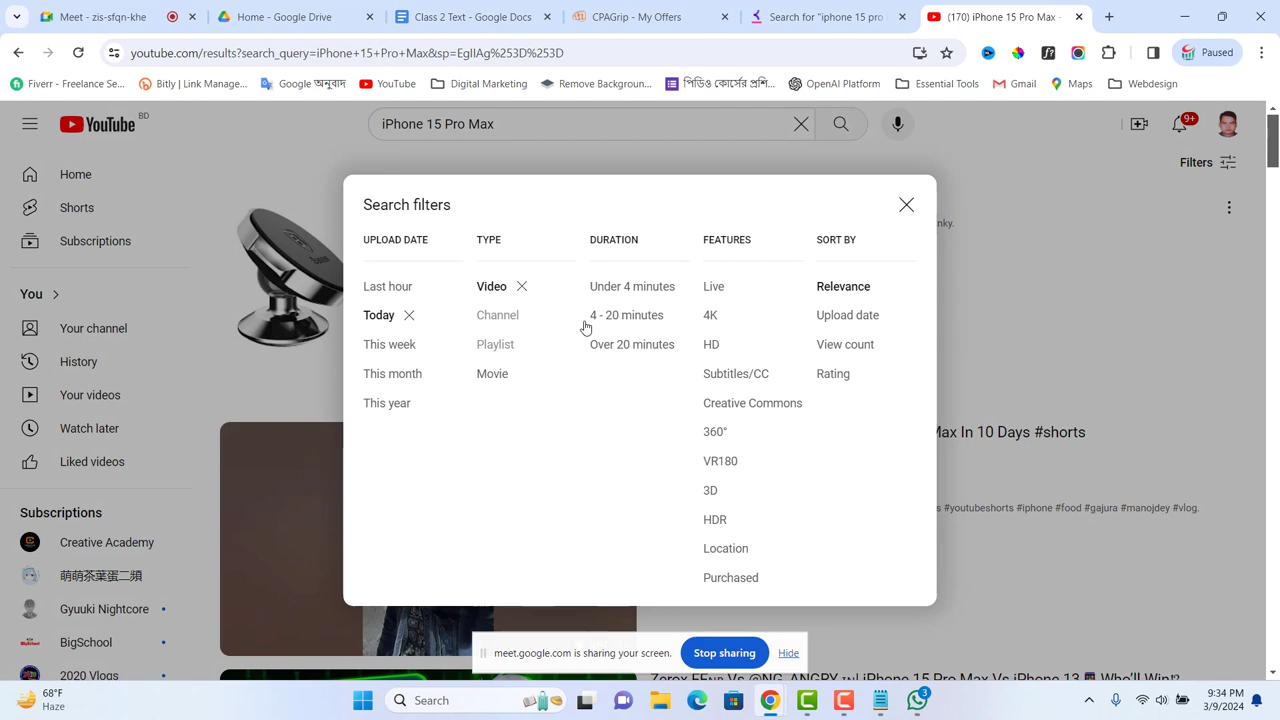 Meet - zis-sfqn-khe
Home - Google Drive
Class 2 Text - Google Docs
CPAGrip - My Offers
Search for "iphone 15 pro
(170) iPhone 15 Pro Max -
youtube.com/results?search_query=iPhone+15+Pro+Max&sp=EgIIAg%253D%253D
Paused
Fiverr - Freelance Se...
Bitly | Link Manage...
Google অনুবাদ
YouTube
Digital Marketing
Remove Backgroun...
পিডিও কোর্সের প্রশি...
OpenAI Platform
Essential Tools
Gmail
Maps
Webdesign
YouTube BD
iPhone 15 Pro Max
9+
Filters
Home
Shorts
Subscriptions
You
Your channel
History
Your videos
Watch later
Liked videos
Subscriptions
Creative Academy
萌萌茶葉蛋二頻
Gyuuki Nightcore
BigSchool
2020 Vlogs
Search filters
UPLOAD DATE
Last hour
Today
This week
This month
This year
TYPE
Video
Channel
Playlist
Movie
DURATION
Under 4 minutes
4 - 20 minutes
Over 20 minutes
FEATURES
Live
4K
HD
Subtitles/CC
Creative Commons
360°
VR180
3D
HDR
Location
Purchased
SORT BY
Relevance
Upload date
View count
Rating
nky.
Max In 10 Days #shorts
s #youtubeshorts #iphone #food #gajura #manojdey #vlog.
meet.google.com is sharing your screen.
Stop sharing
Hide
iPhone 15 Pro Max Vs iPhone 13
Who'll Win
68°F
Haze
Search
3
9:34 PM
3/9/2024